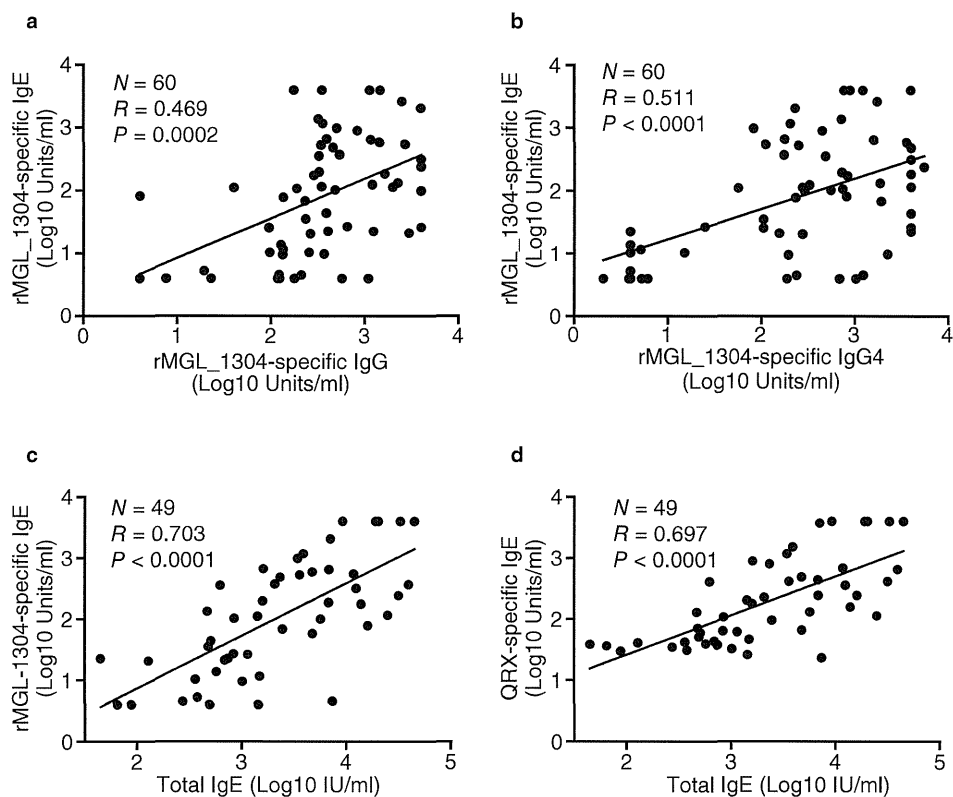 a
rMGL_1304-specific IgE
(Log10 Units/ml)
4
3
2
1
0
N = 60
R = 0.469
P = 0.0002
0 1 2 3 4
rMGL_1304-specific IgG
(Log10 Units/ml)
b
rMGL_1304-specific IgE
(Log10 Units/ml)
4
3
2
1
0
N = 60
R = 0.511
P < 0.0001
0 1 2 3 4
rMGL_1304-specific IgG4
(Log10 Units/ml)
c
rMGL-1304-specific IgE
(Log10 Units/ml)
4
3
2
1
0
N = 49
R = 0.703
P < 0.0001
2 3 4 5
Total IgE (Log10 IU/ml)
d
QRX-specific IgE
(Log10 Units/ml)
4
3
2
1
0
N = 49
R = 0.697
P < 0.0001
2 3 4 5
Total IgE (Log10 IU/ml)